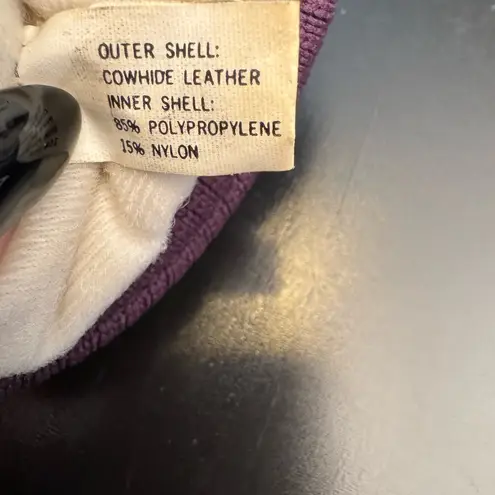 OUTER SHELL:
COWHIDE LEATHER
INNER SHELL:
85% POLYPROPYLENE
15% NYLON